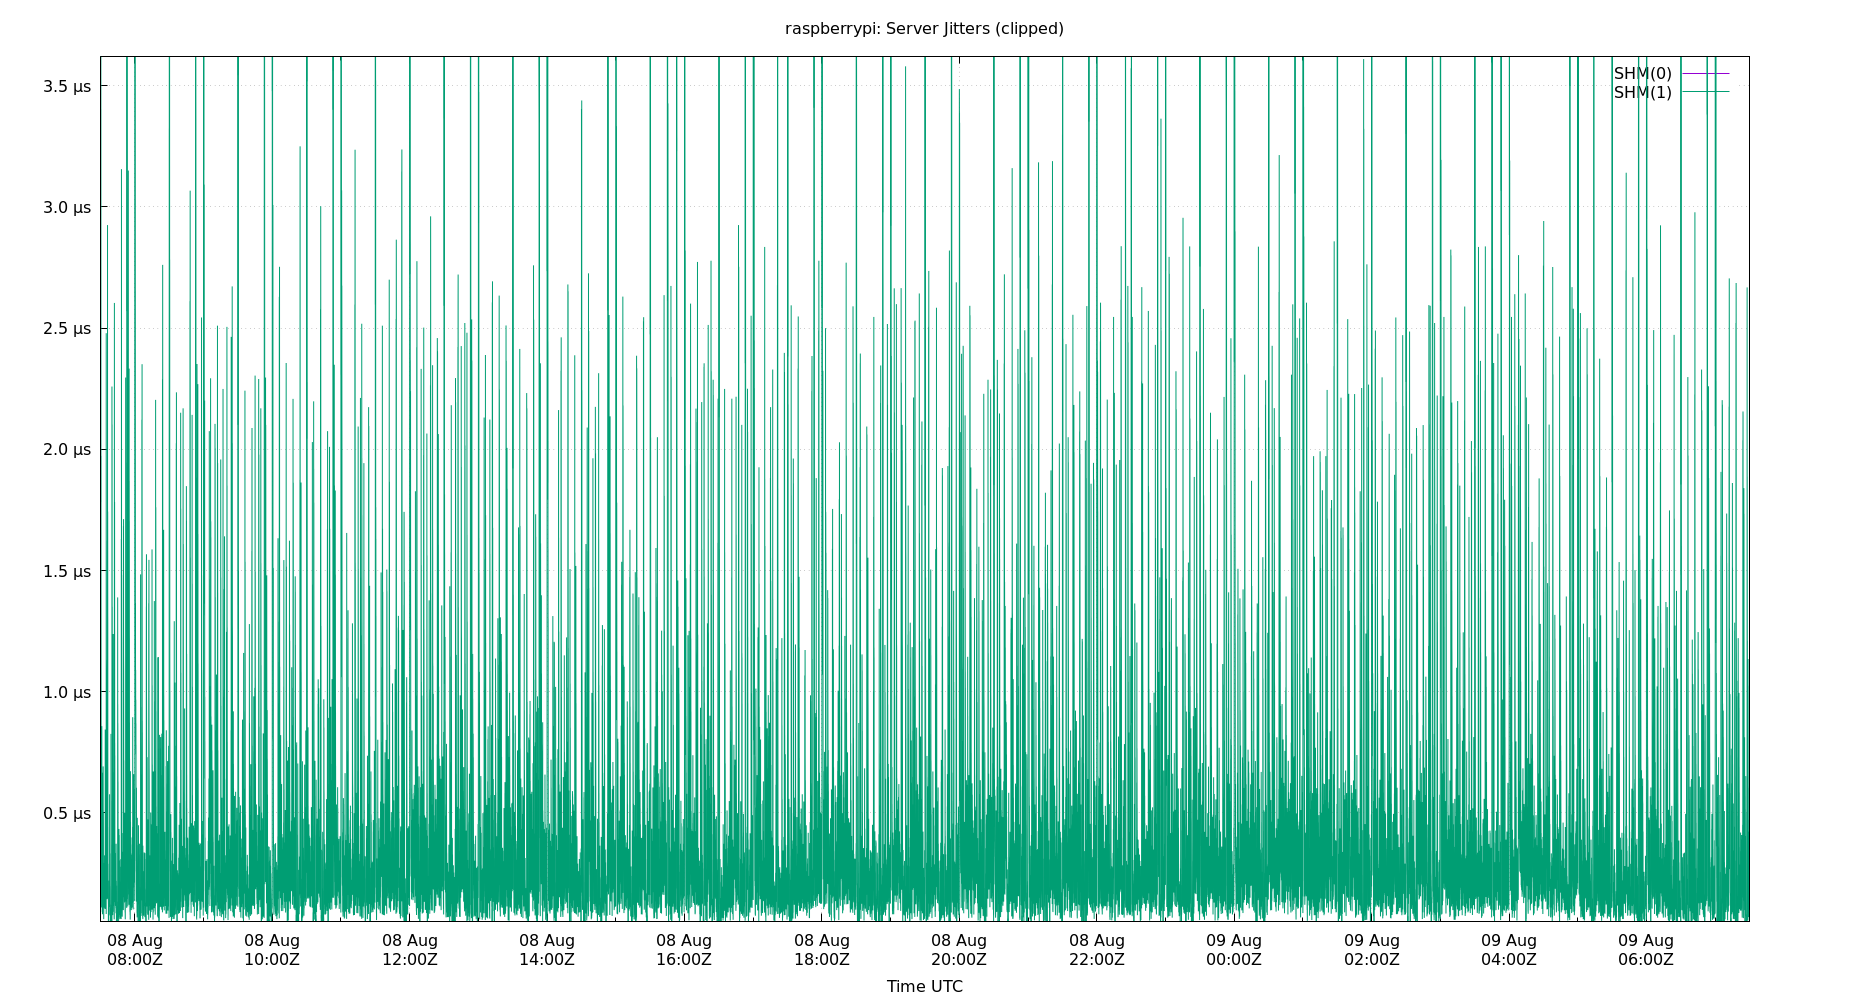 raspberrypi: Server Jitters (clipped)
3.5 µs
3.0 µs
2.5 µs
2.0 µs
1.5 µs
1.0 µs
0.5 µs
SHM(0)
SHM(1)
08 Aug 08 Aug 08 Aug 08 Aug 08 Aug 08 Aug 08 Aug 08 Aug 09 Aug 09 Aug 09 Aug 09 Aug
08:00Z 10:00Z 12:00Z 14:00Z 16:00Z 18:00Z 20:00Z 22:00Z 00:00Z 02:00Z 04:00Z 06:00Z
Time UTC